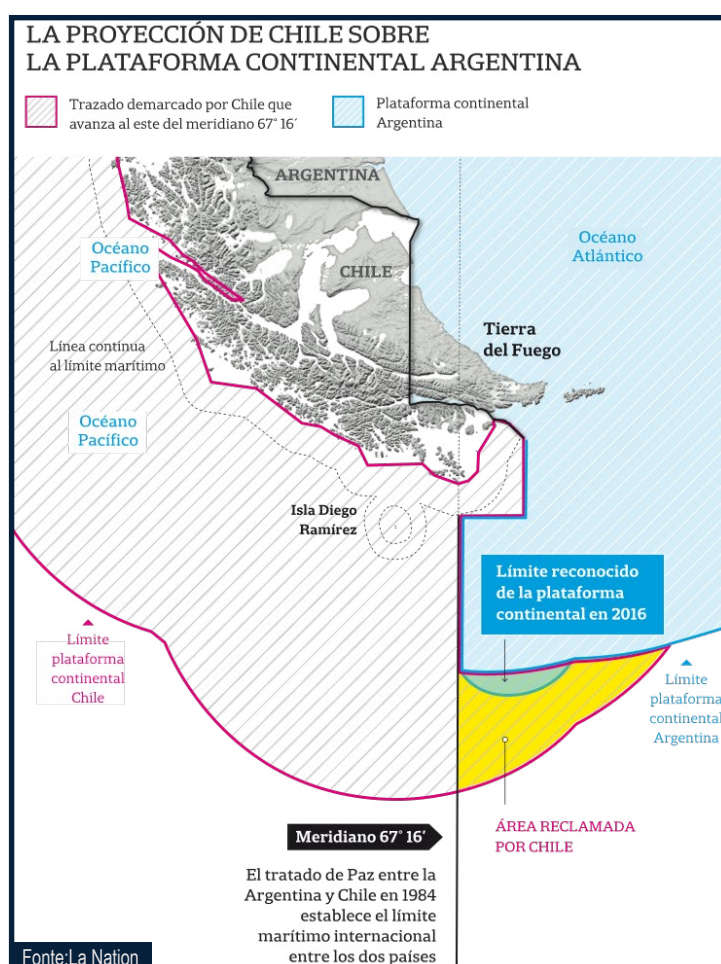 LA PROYECCIÓN DE CHILE SOBRE
LA PLATAFORMA CONTINENTAL ARGENTINA
Trazado demarcado por Chile que
avanza al este del meridiano 67° 16′
Plataforma continental
Argentina
ARGENTINA
Océano
Pacífico
CHILE
Océano
Atlántico
Tierra
del Fuego
Línea continua
al límite marítimo
Océano
Pacífico
Isla Diego
Ramírez
Límite reconocido
de la plataforma
continental en 2016
Límite
plataforma
continental
Chile
Límite
plataforma
continental
Argentina
ÁREA RECLAMADA
POR CHILE
Meridiano 67° 16′
El tratado de Paz entre la
Argentina y Chile en 1984
establece el límite
marítimo internacional
entre los dos países
Fonte:La Nation